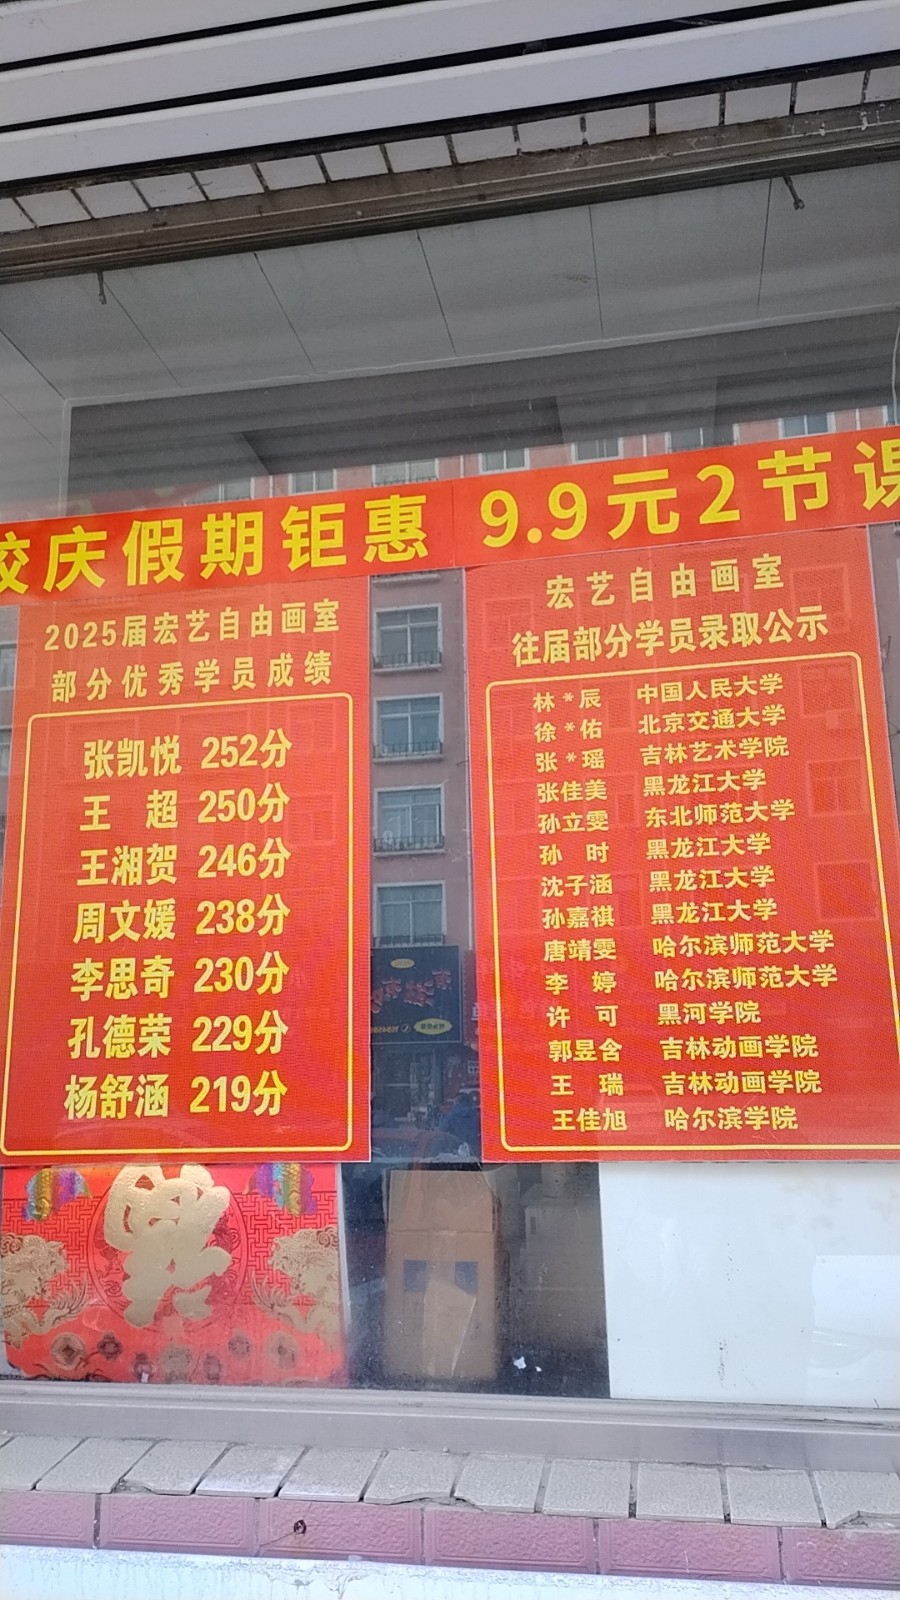 校庆假期钜惠 9.9元2节课
2025届宏艺自由画室
部分优秀学员成绩
张凯悦 252分
王 超 250分
王湘贺 246分
周文媛 238分
李思奇 230分
孔德荣 229分
杨舒涵 219分
宏艺自由画室
往届部分学员录取公示
林*辰 中国人民大学
徐*佑 北京交通大学
张*瑶 吉林艺术学院
张佳美 黑龙江大学
孙立雯 东北师范大学
孙 时 黑龙江大学
沈子涵 黑龙江大学
孙嘉祺 黑龙江大学
唐靖雯 哈尔滨师范大学
李 婷 哈尔滨师范大学
许 可 黑河学院
郭昱含 吉林动画学院
王 瑞 吉林动画学院
王佳旭 哈尔滨学院